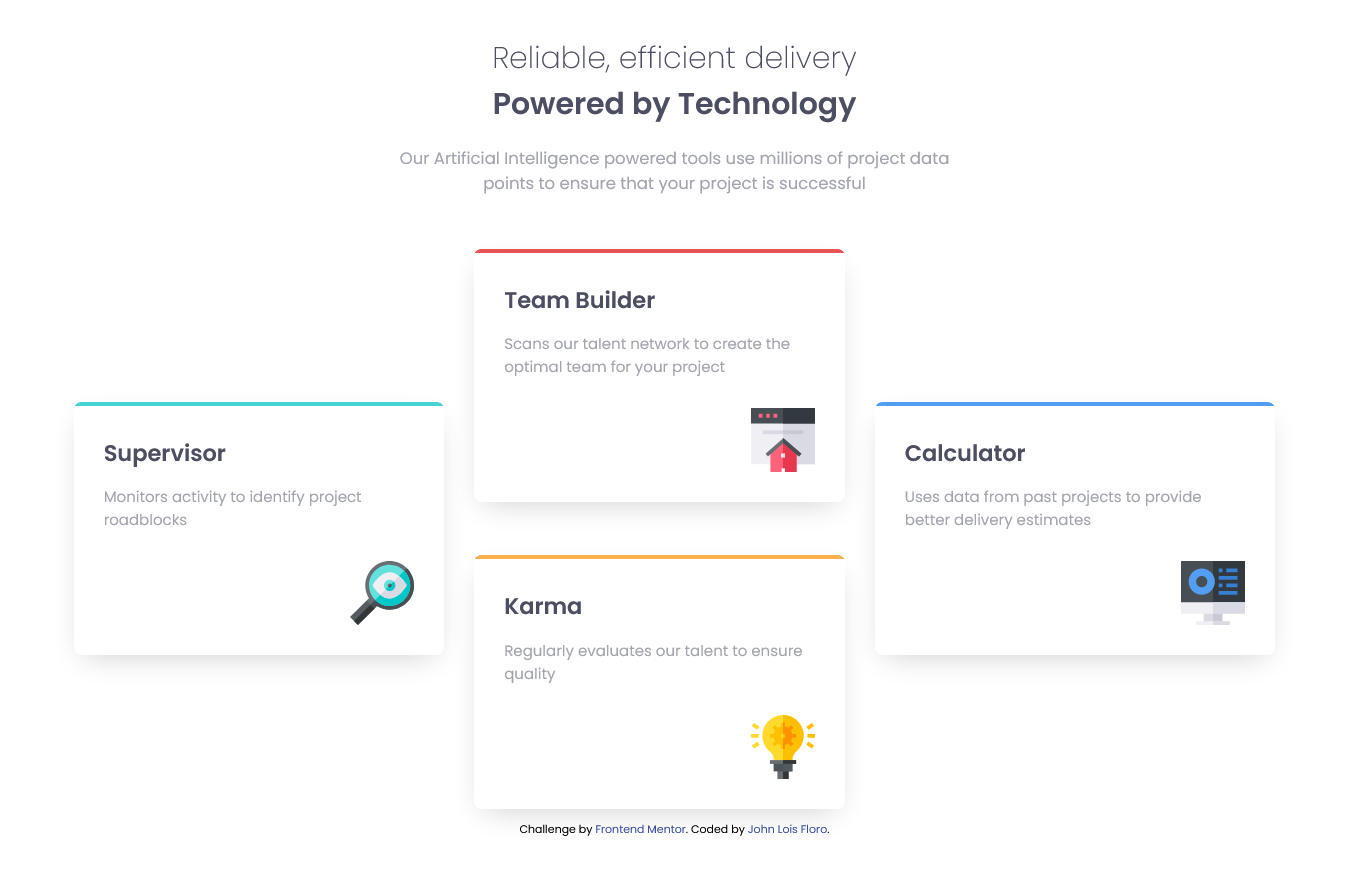 Reliable, efficient delivery
Powered by Technology
Our Artificial Intelligence powered tools use millions of project data
points to ensure that your project is successful
Team Builder
Scans our talent network to create the
optimal team for your project
Supervisor
Monitors activity to identify project
roadblocks
Calculator
Uses data from past projects to provide
better delivery estimates
Karma
Regularly evaluates our talent to ensure
quality
Challenge by Frontend Mentor. Coded by John Lois Floro.